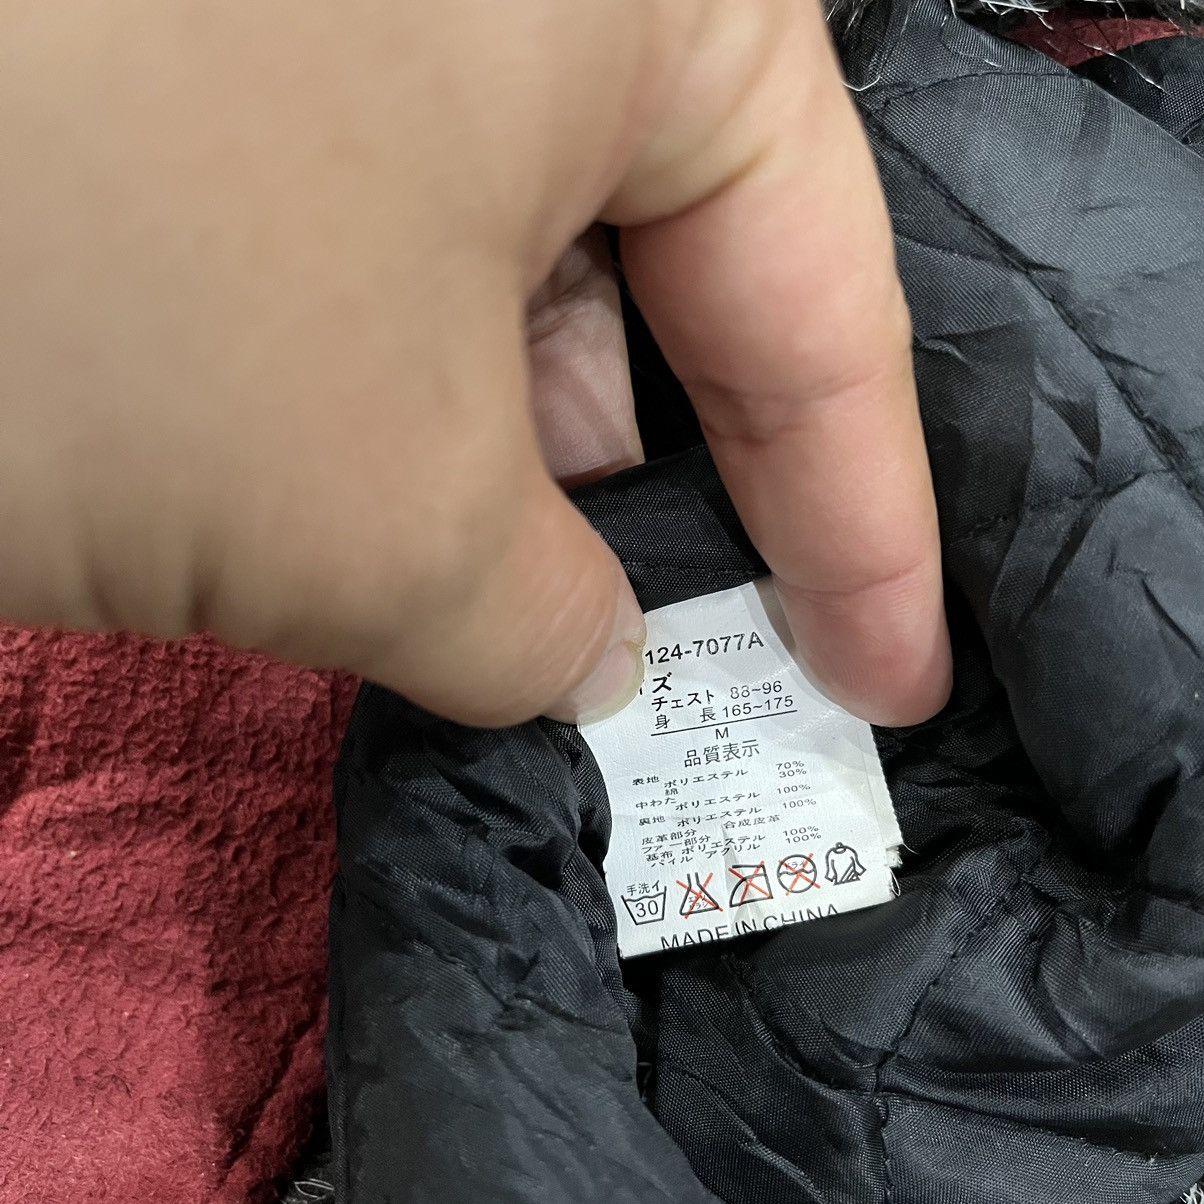 124-7077A
イズ
チェスト 88~96
身 長 165~175
M
品質表示
表地 ポリエステル 70%
綿 30%
中わた ポリエステル 100%
裏地 ポリエステル 100%
皮革部分 合成皮革
ファー部分
基布 ポリエステル 100%
パイル アクリル 100%
手洗イ
30
MADE IN CHINA